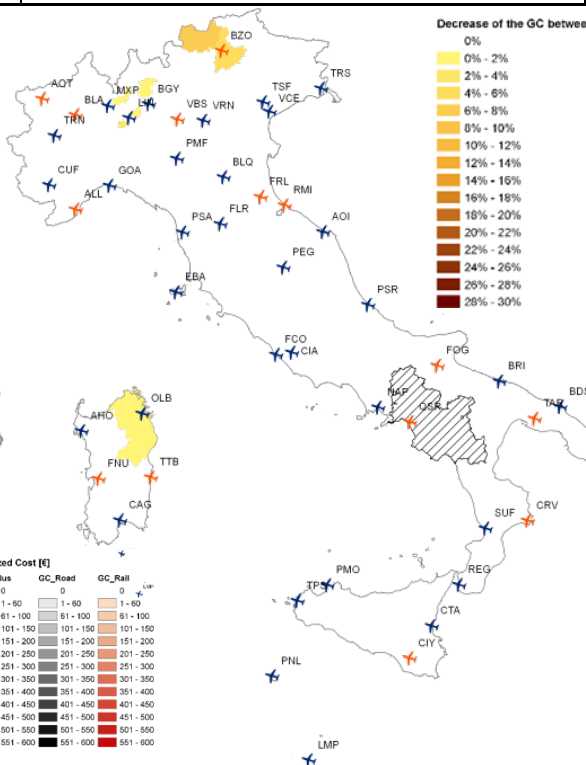 Decrease of the GC betwee
0%
0% - 2%
2% - 4%
4% - 6%
6% - 8%
8% - 10%
10% - 12%
12% - 14%
14% - 16%
16% - 18%
18% - 20%
20% - 22%
22% - 24%
24% - 26%
26% - 28%
28% - 30%
BZO
AOT
BLA
MXP
BGY
TSF
VCE
TRS
TRN
VBS
VRN
CUF
GOA
PMF
BLQ
ALL
FRL
RMI
PSA
FLR
AOI
PEG
EBA
PSR
FCO
CIA
FOG
BRI
NAP
QSR
TAR
BDS
OLB
AHO
FNU
TTB
CAG
SUF
CRV
PMO
REG
TPS
CTA
CIY
PNL
LMP
LMP
zed Cost [€]
Bus GC_Road GC_Rail
0 0 0
1 - 60 1 - 60 1 - 60
61 - 100 61 - 100 61 - 100
101 - 150 101 - 150 101 - 150
151 - 200 151 - 200 151 - 200
201 - 250 201 - 250 201 - 250
251 - 300 251 - 300 251 - 300
301 - 350 301 - 350 301 - 350
351 - 400 351 - 400 351 - 400
401 - 450 401 - 450 401 - 450
451 - 500 451 - 500 451 - 500
501 - 550 501 - 550 501 - 550
551 - 600 551 - 600 551 - 600